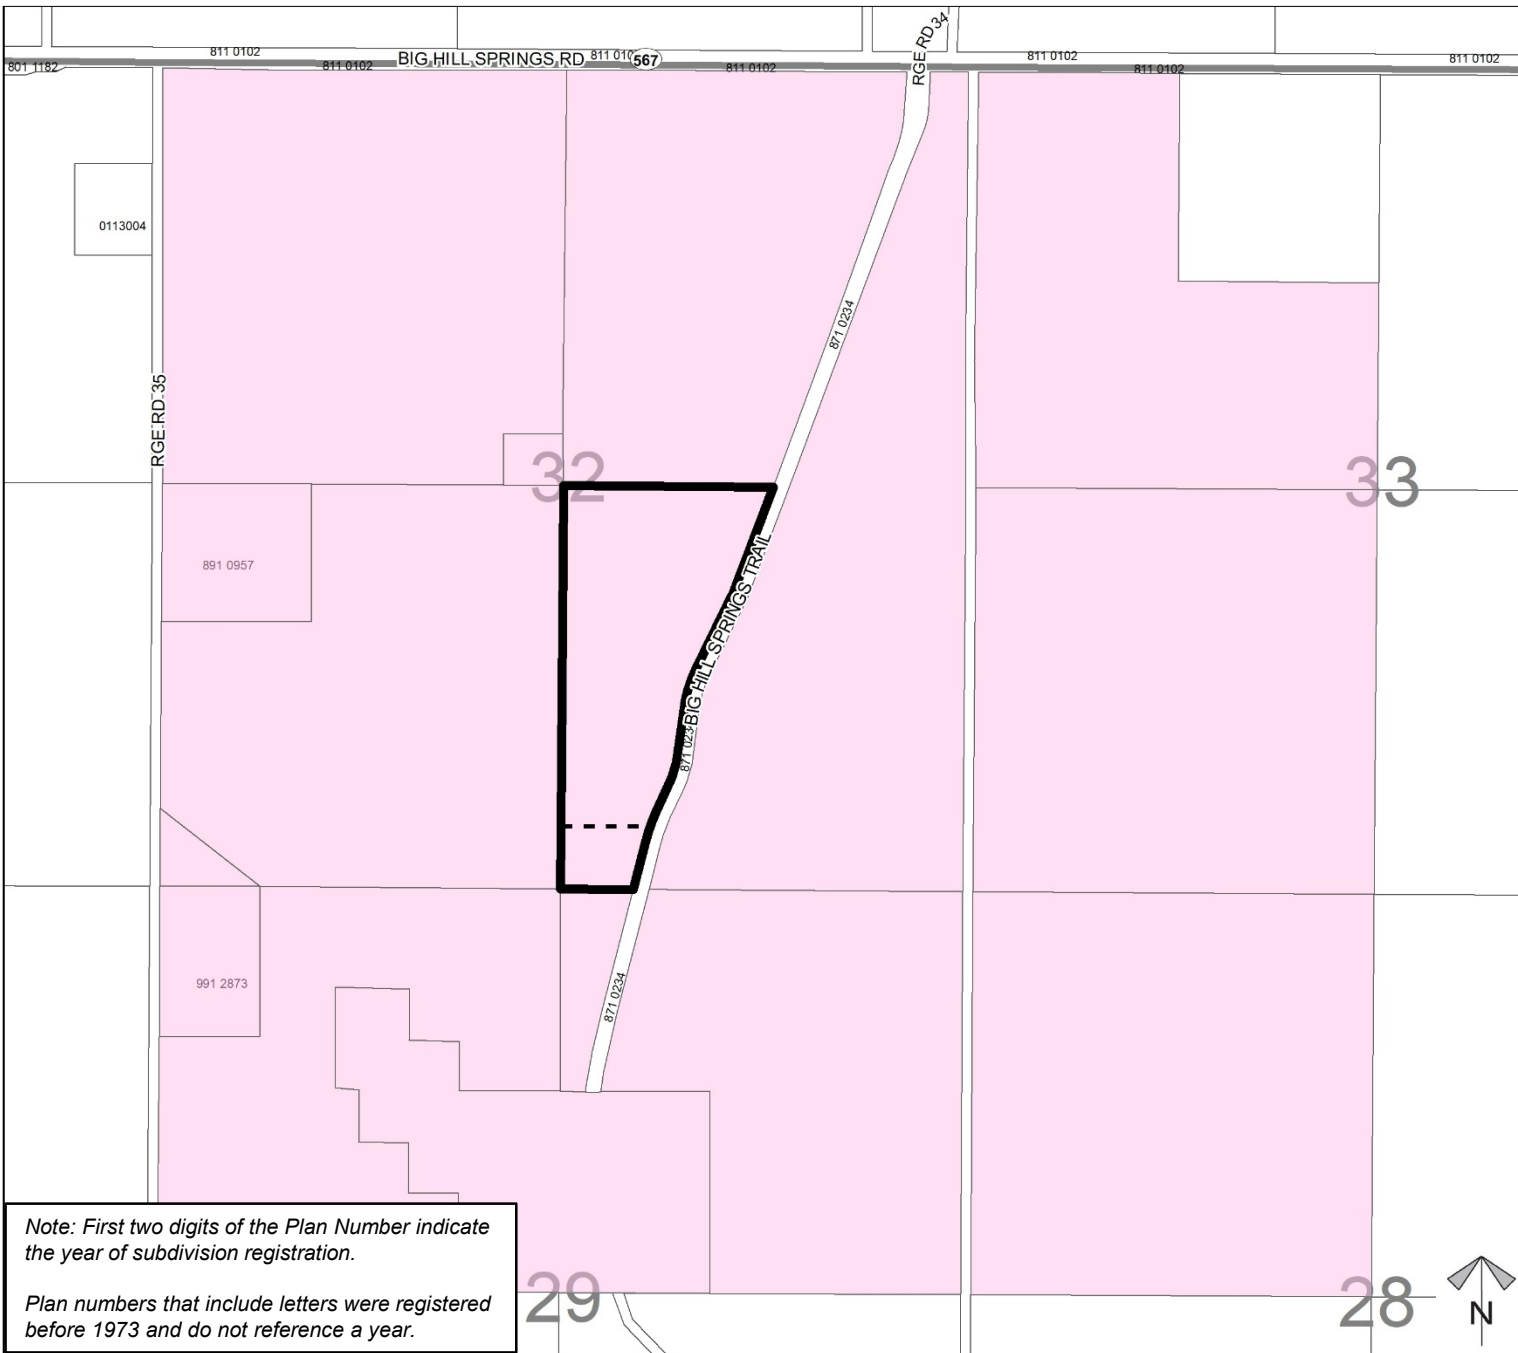 RGE RD 34
811 0102
BIG HILL SPRINGS RD
811 010
567
811 0102
811 0102
801 1182
811 0102
811 0102
811 0102
0113004
871 0234
RGE RD 35
32
33
891 0957
BIG HILL SPRINGS TRAIL
871 023
991 2873
871 0234
Note: First two digits of the Plan Number indicate
the year of subdivision registration.
Plan numbers that include letters were registered
before 1973 and do not reference a year.
29
28
N